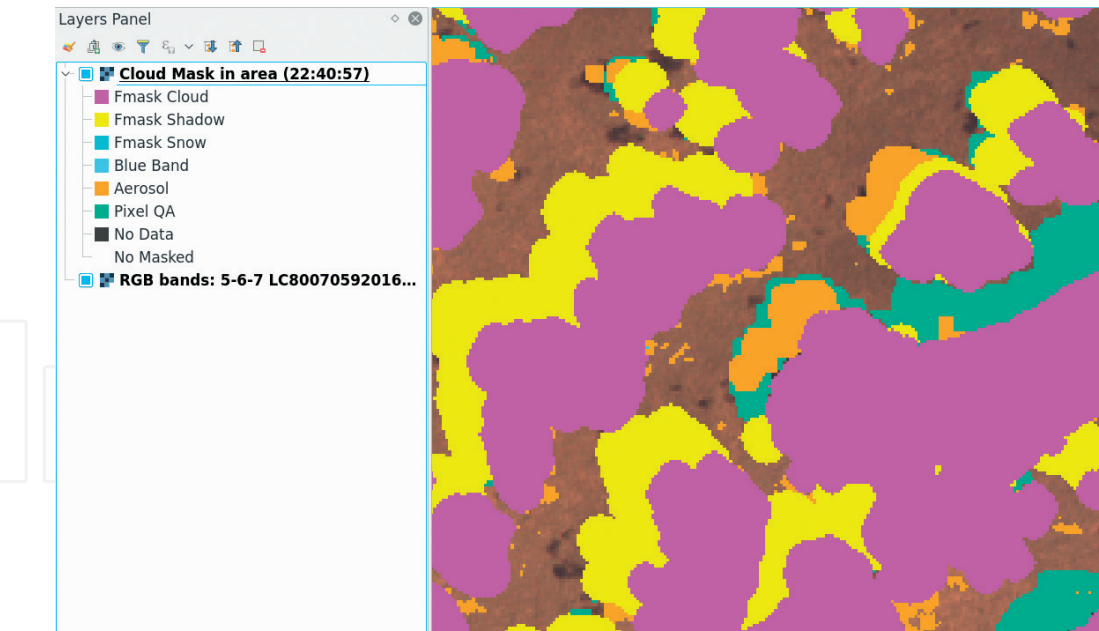 Layers Panel
Cloud Mask in area (22:40:57)
Fmask Cloud
Fmask Shadow
Fmask Snow
Blue Band
Aerosol
Pixel QA
No Data
No Masked
RGB bands: 5-6-7 LC80070592016...